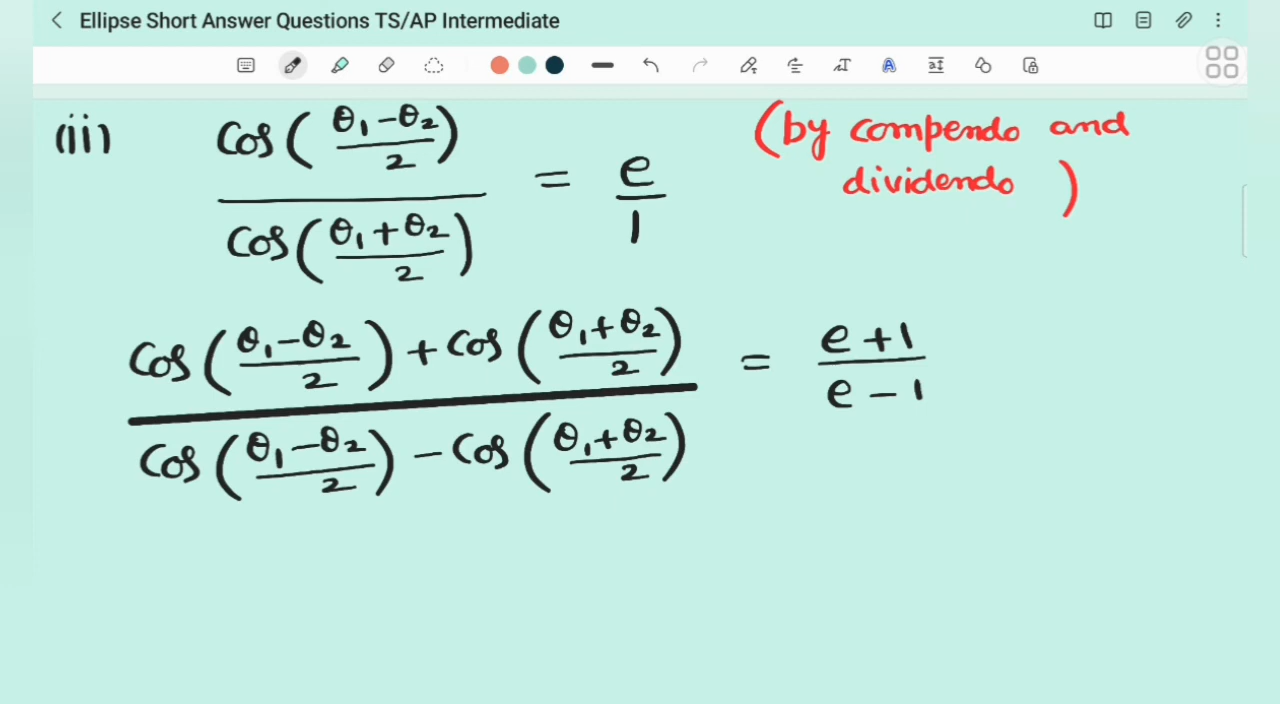 Ellipse Short Answer Questions TS/AP Intermediate
(ii) cos((θ₁-θ₂)/2) / cos((θ₁+θ₂)/2) = e/1 (by compendo and
dividendo)
(cos((θ₁-θ₂)/2) + cos((θ₁+θ₂)/2)) / (cos((θ₁-θ₂)/2) - cos((θ₁+θ₂)/2)) = (e+1)/(e-1)